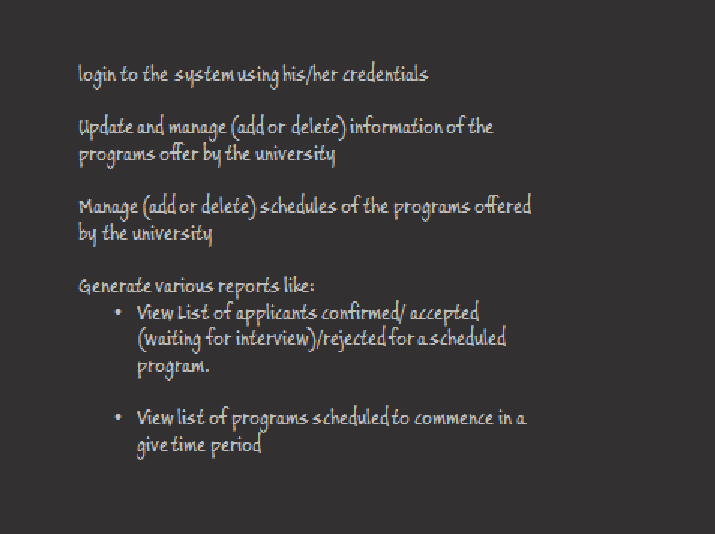 login to the system using his/her credentials
Update and manage (add or delete) information of the
programs offer by the university
Manage (add or delete) schedules of the programs offered
by the university
Generate various reports like:
• View List of applicants confirmed/ accepted
(waiting for interview)/rejected for a scheduled
program.
• View list of programs scheduled to commence in a
give time period